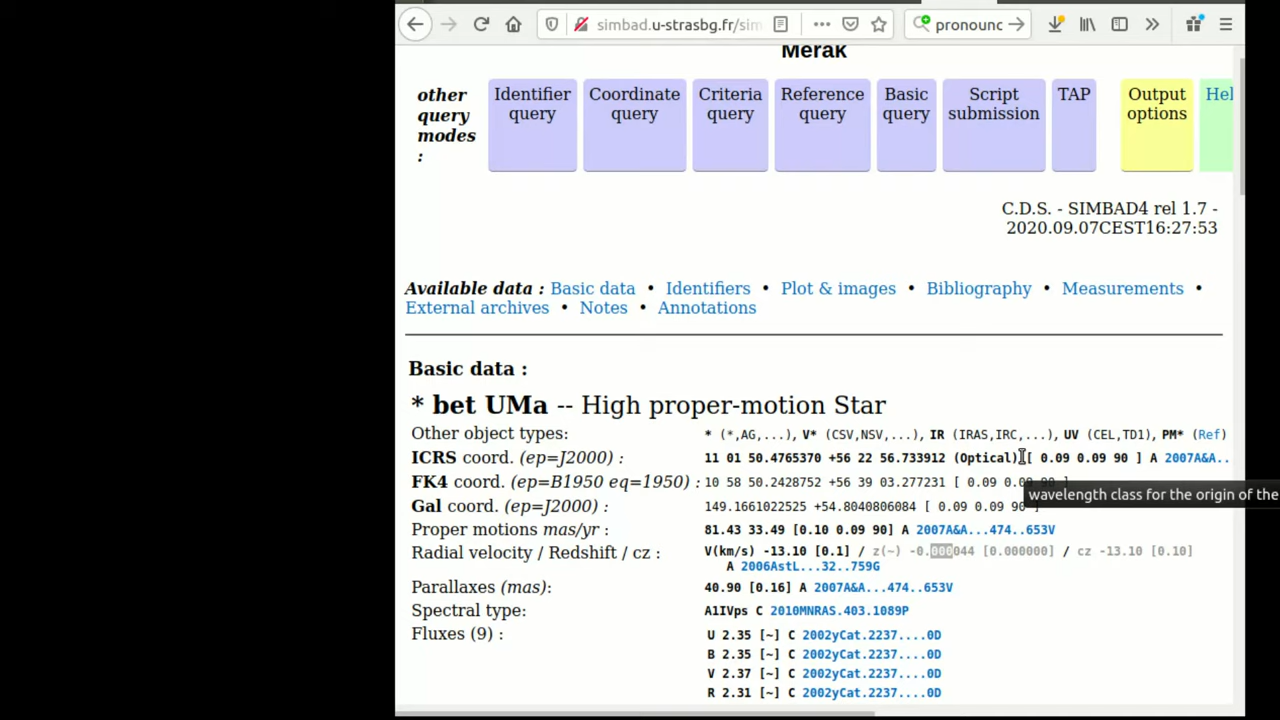 simbad.u-strasbg.fr/sim
pronounc
Merak
other query modes :
Identifier query
Coordinate query
Criteria query
Reference query
Basic query
Script submission
TAP
Output options
Hel
C.D.S. - SIMBAD4 rel 1.7 -
2020.09.07CEST16:27:53
Available data : Basic data • Identifiers • Plot & images • Bibliography • Measurements •
External archives • Notes • Annotations
Basic data :
* bet UMa -- High proper-motion Star
Other object types: * (*,AG,...), V* (CSV,NSV,...), IR (IRAS,IRC,...), UV (CEL,TD1), PM* (Ref)
ICRS coord. (ep=J2000) : 11 01 50.4765370 +56 22 56.733912 (Optical) [ 0.09 0.09 90 ] A 2007A&A..
FK4 coord. (ep=B1950 eq=1950) : 10 58 50.2428752 +56 39 03.277231 [ 0.09 0.09 90 ]
wavelength class for the origin of the
Gal coord. (ep=J2000) : 149.1661022525 +54.8040806084 [ 0.09 0.09 90 ]
Proper motions mas/yr : 81.43 33.49 [0.10 0.09 90] A 2007A&A...474..653V
Radial velocity / Redshift / cz : V(km/s) -13.10 [0.1] / z(~) -0.000044 [0.000000] / cz -13.10 [0.10]
A 2006AstL...32..759G
Parallaxes (mas): 40.90 [0.16] A 2007A&A...474..653V
Spectral type: A1IVps C 2010MNRAS.403.1089P
Fluxes (9) : U 2.35 [~] C 2002yCat.2237....0D
B 2.35 [~] C 2002yCat.2237....0D
V 2.37 [~] C 2002yCat.2237....0D
R 2.31 [~] C 2002yCat.2237....0D